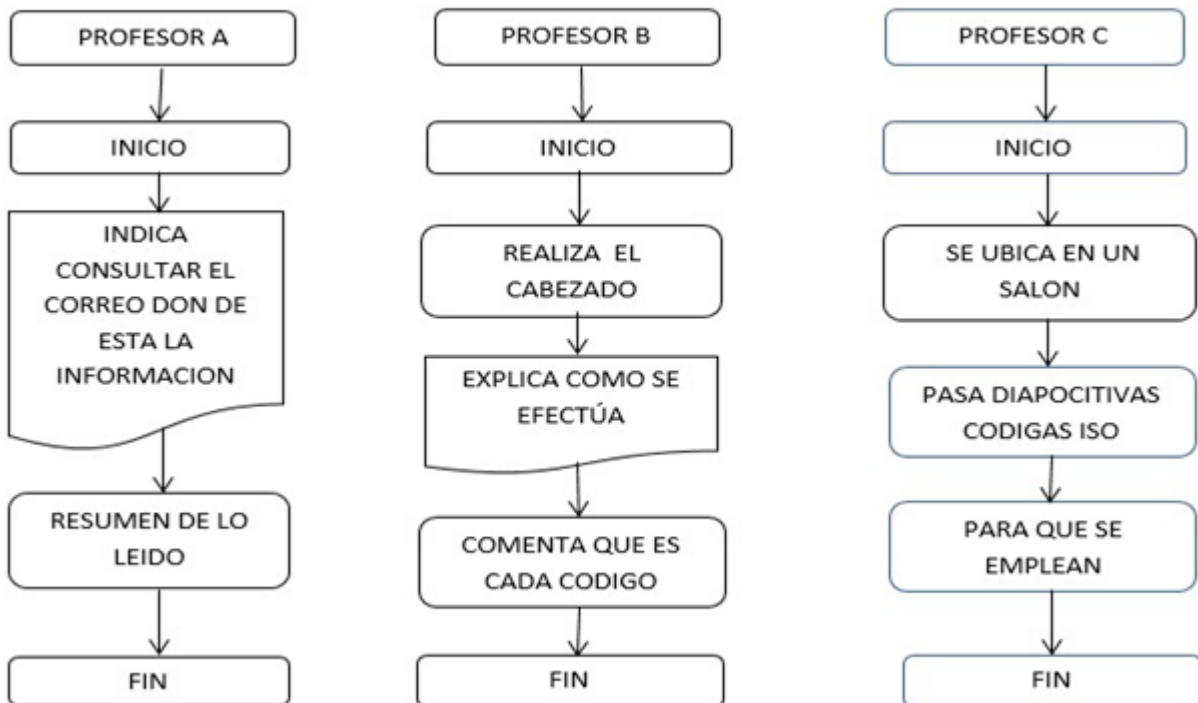 PROFESOR A
INICIO
INDICA
CONSULTAR EL
CORREO DON DE
ESTA LA
INFORMACION
RESUMEN DE LO
LEIDO
FIN
PROFESOR B
INICIO
REALIZA EL
CABEZADO
EXPLICA COMO SE
EFECTÚA
COMENTA QUE ES
CADA CODIGO
FIN
PROFESOR C
INICIO
SE UBICA EN UN
SALON
PASA DIAPOCITIVAS
CODIGAS ISO
PARA QUE SE
EMPLEAN
FIN